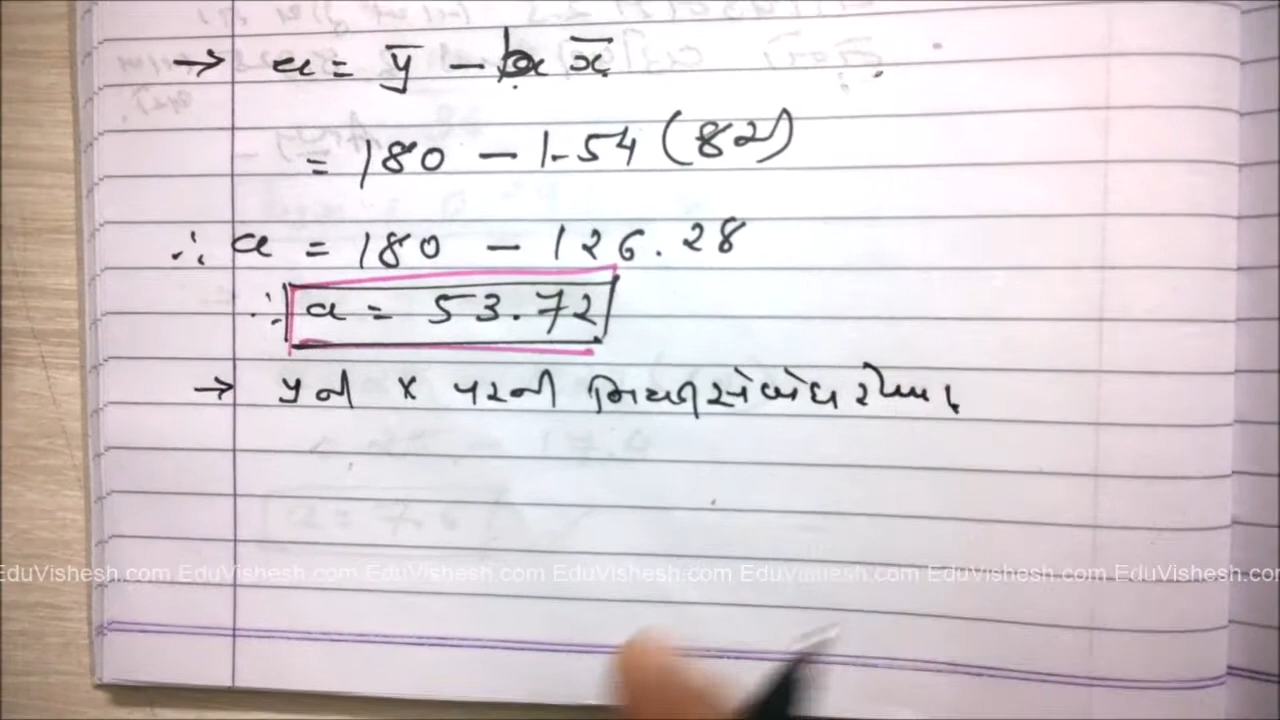 → a = ȳ - b x̄
= 180 - 1.54 (82)
∴ a = 180 - 126.28
∴ a = 53.72
→ yની x પરની નિયતસંબંધ રેખા,
EduVishesh.com EduVishesh.com EduVishesh.com EduVishesh.com EduVishesh.com EduVishesh.com EduVishesh.com